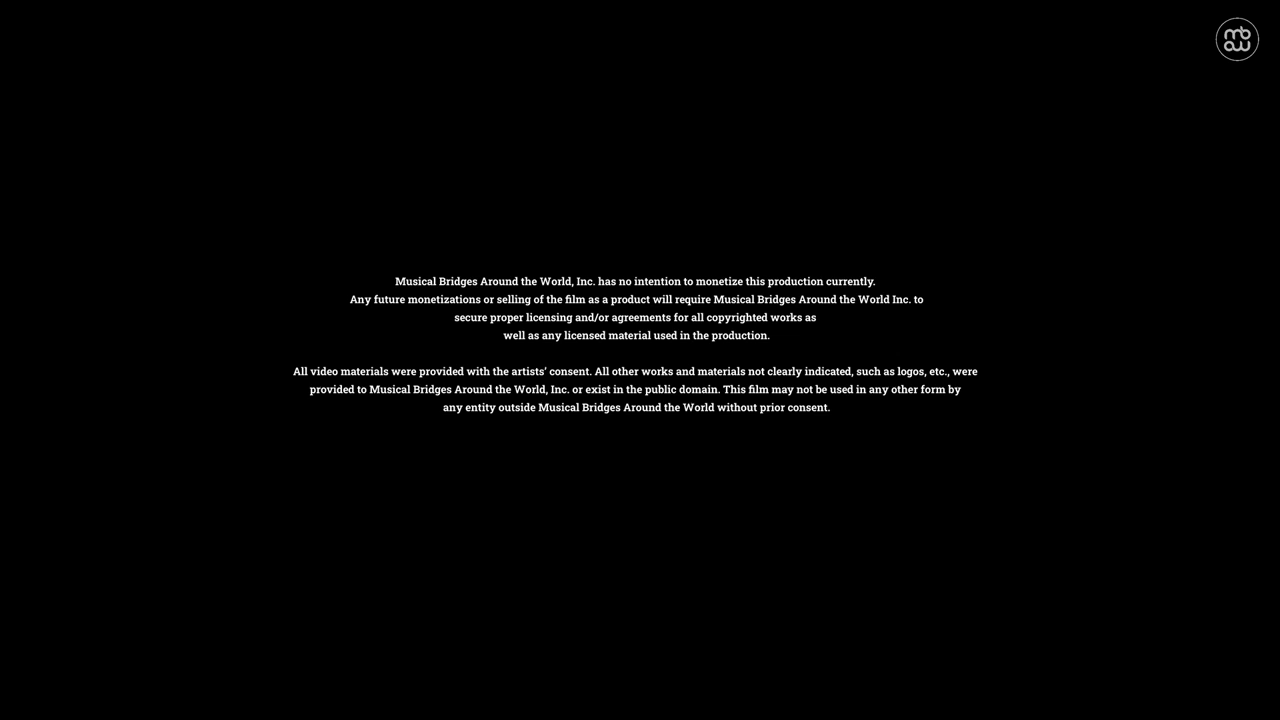 mb
aw
Musical Bridges Around the World, Inc. has no intention to monetize this production currently.
Any future monetizations or selling of the film as a product will require Musical Bridges Around the World Inc. to
secure proper licensing and/or agreements for all copyrighted works as
well as any licensed material used in the production.
All video materials were provided with the artists' consent. All other works and materials not clearly indicated, such as logos, etc., were
provided to Musical Bridges Around the World, Inc. or exist in the public domain. This film may not be used in any other form by
any entity outside Musical Bridges Around the World without prior consent.